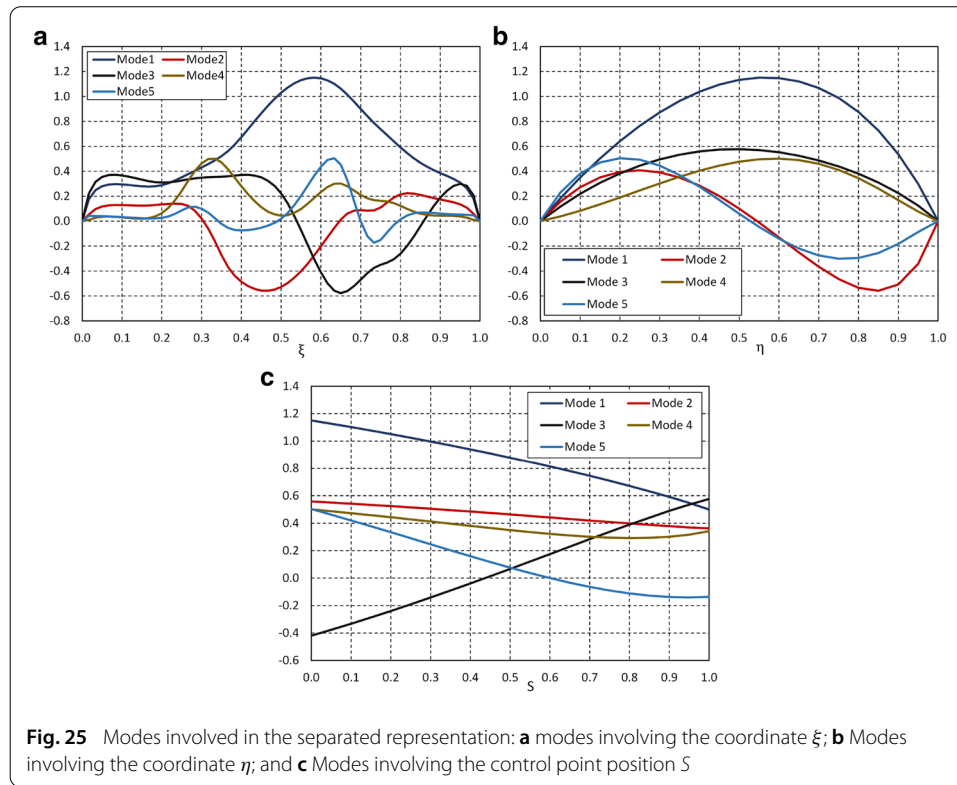 a
1.4
1.2
1.0
0.8
0.6
0.4
0.2
0.0
-0.2
-0.4
-0.6
-0.8
Mode1 Mode2
Mode3 Mode4
Mode5
0.0 0.1 0.2 0.3 0.4 0.5 0.6 0.7 0.8 0.9 1.0
ξ
b
1.4
1.2
1.0
0.8
0.6
0.4
0.2
0.0
-0.2
-0.4
-0.6
-0.8
Mode 1 Mode 2
Mode 3 Mode 4
Mode 5
0.0 0.1 0.2 0.3 0.4 0.5 0.6 0.7 0.8 0.9 1.0
η
c
1.4
1.2
1.0
0.8
0.6
0.4
0.2
0.0
-0.2
-0.4
-0.6
Mode 1 Mode 2
Mode 3 Mode 4
Mode 5
0.0 0.1 0.2 0.3 0.4 0.5 0.6 0.7 0.8 0.9 1.0
S
Fig. 25 Modes involved in the separated representation: a modes involving the coordinate ξ; b Modes
involving the coordinate η; and c Modes involving the control point position S